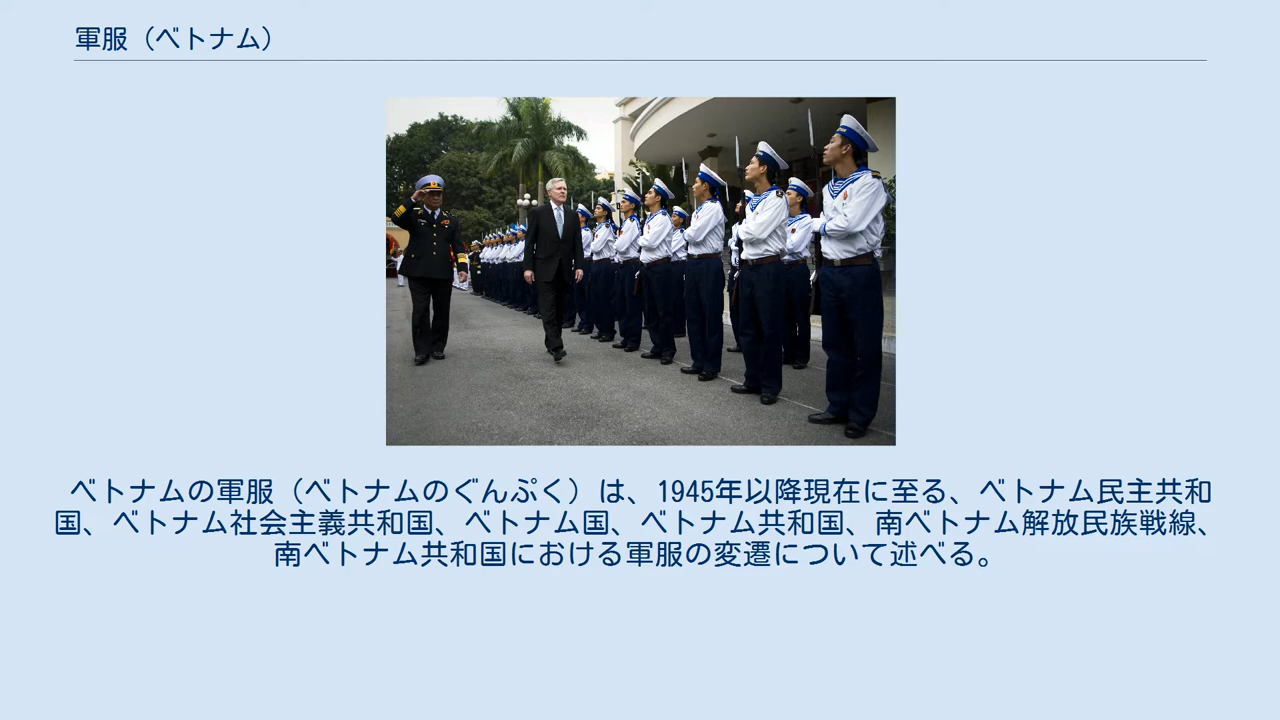 軍服（ベトナム）
ベトナムの軍服（ベトナムのぐんぷく）は、1945年以降現在に至る、ベトナム民主共和
国、ベトナム社会主義共和国、ベトナム国、ベトナム共和国、南ベトナム解放民族戦線、
南ベトナム共和国における軍服の変遷について述べる。